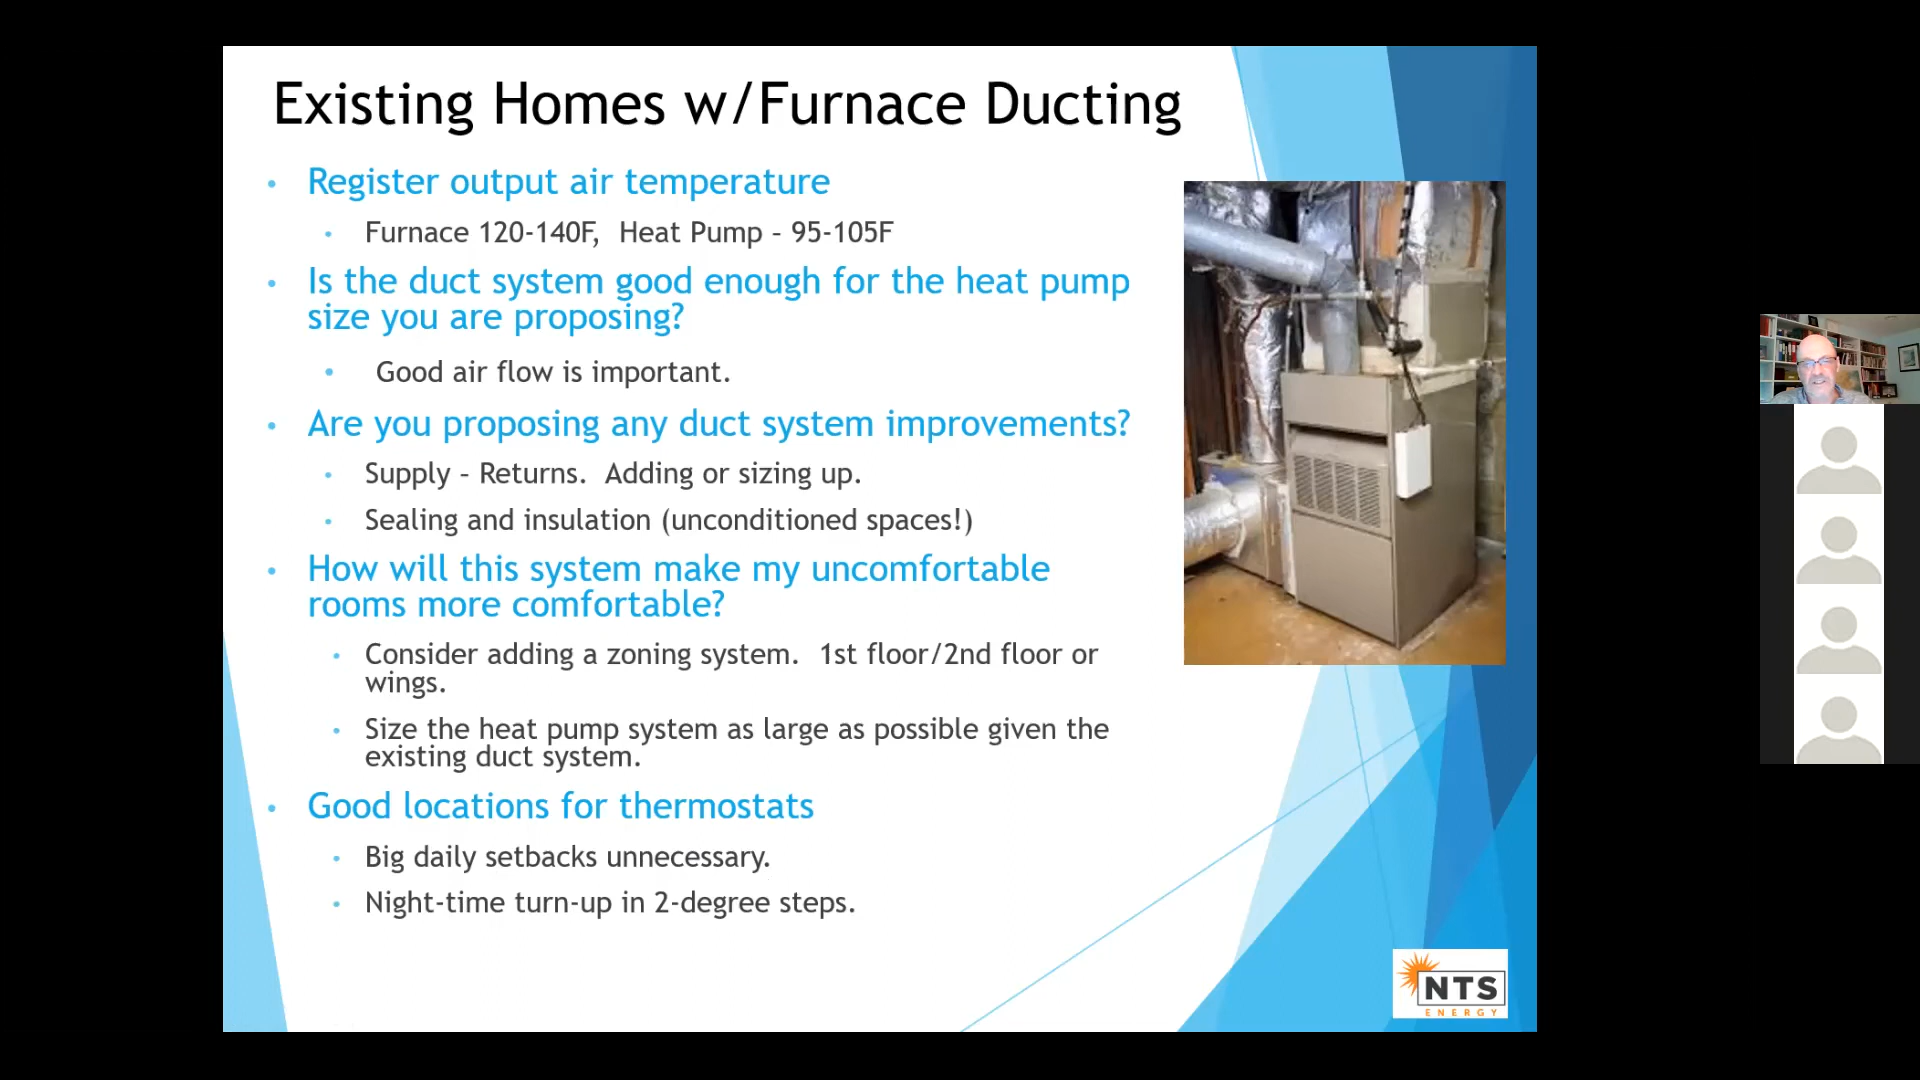 Existing Homes w/Furnace Ducting
• Register output air temperature
• Furnace 120-140F, Heat Pump – 95-105F
• Is the duct system good enough for the heat pump
size you are proposing?
• Good air flow is important.
• Are you proposing any duct system improvements?
• Supply – Returns. Adding or sizing up.
• Sealing and insulation (unconditioned spaces!)
• How will this system make my uncomfortable
rooms more comfortable?
• Consider adding a zoning system. 1st floor/2nd floor or
wings.
• Size the heat pump system as large as possible given the
existing duct system.
• Good locations for thermostats
• Big daily setbacks unnecessary.
• Night-time turn-up in 2-degree steps.
NTS
ENERGY